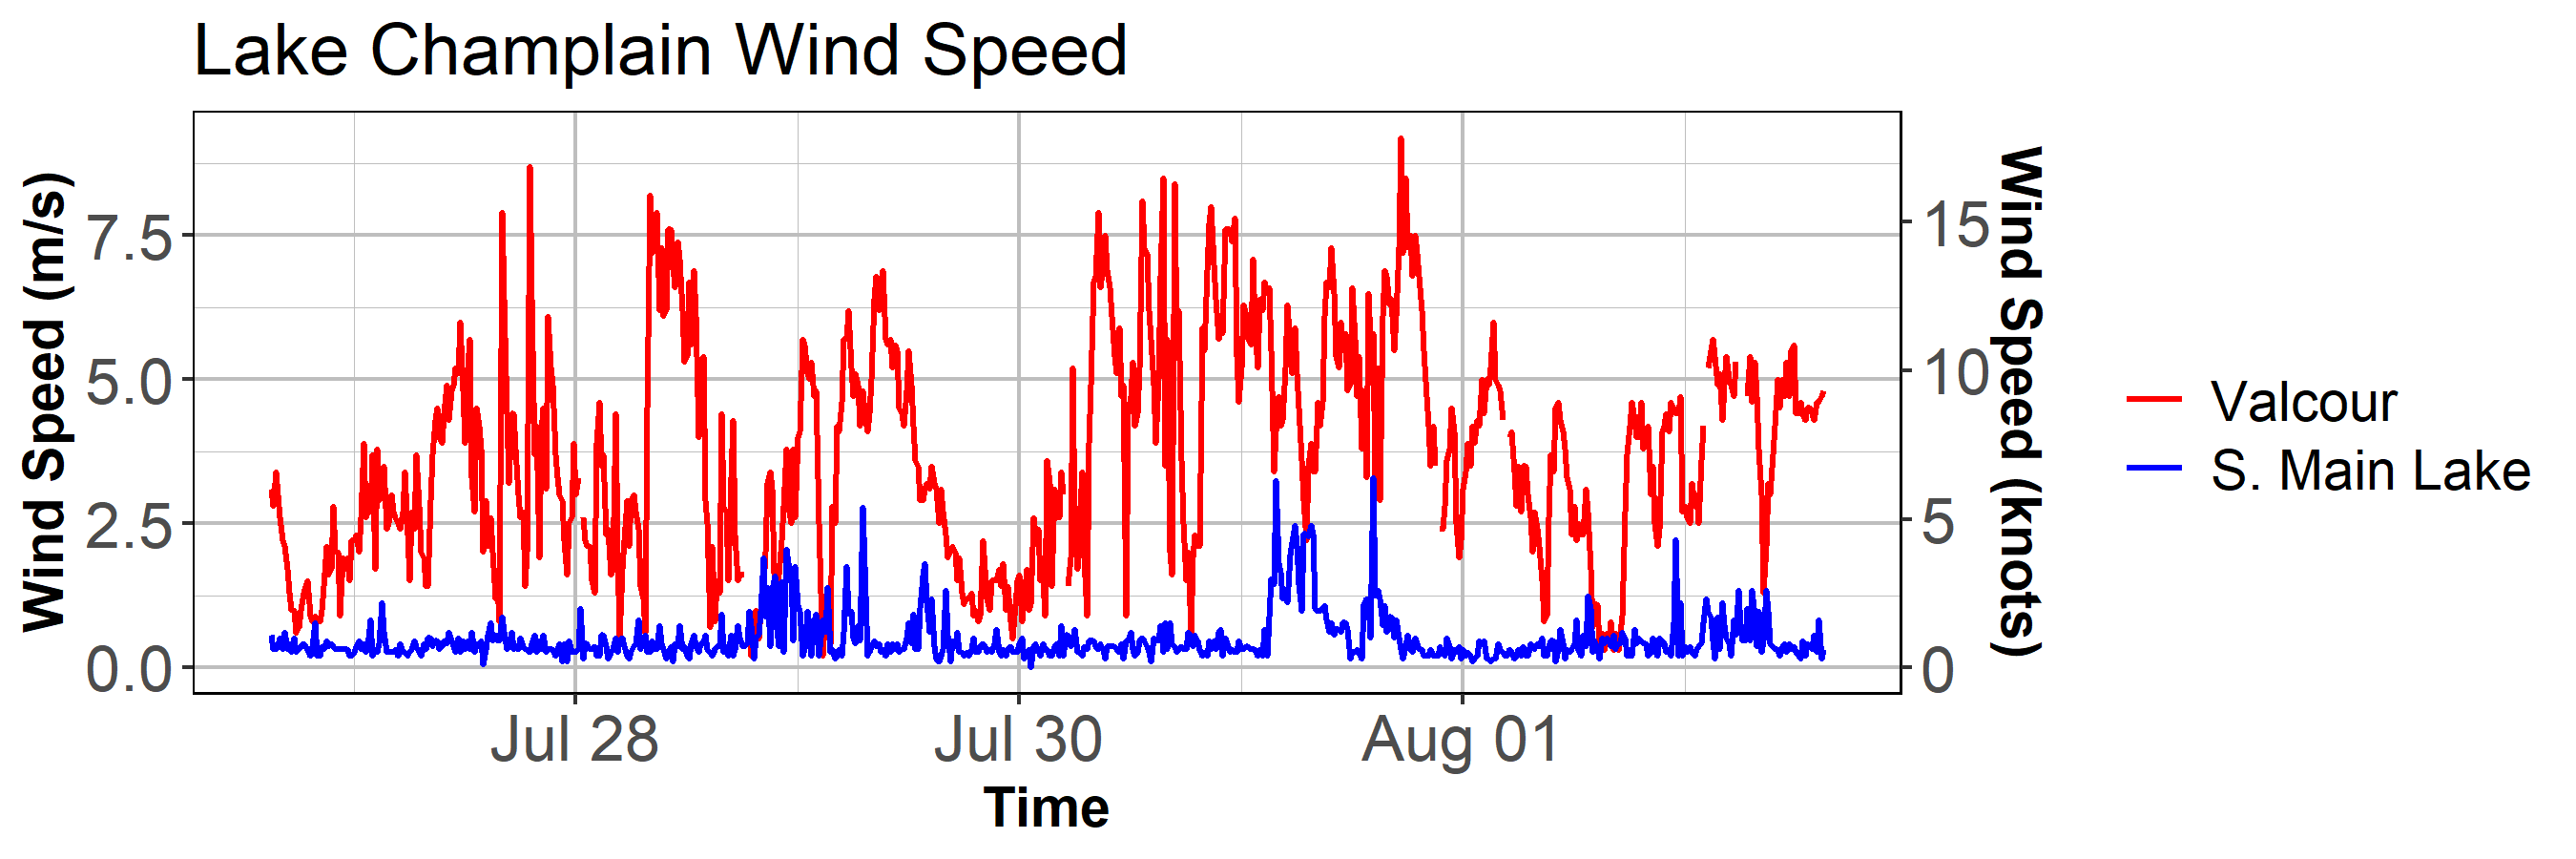 Lake Champlain Wind Speed
Wind Speed (m/s)
7.5
5.0
2.5
0.0
15
10
5
0
Wind Speed (knots)
Jul 28
Jul 30
Aug 01
Time
Valcour
S. Main Lake